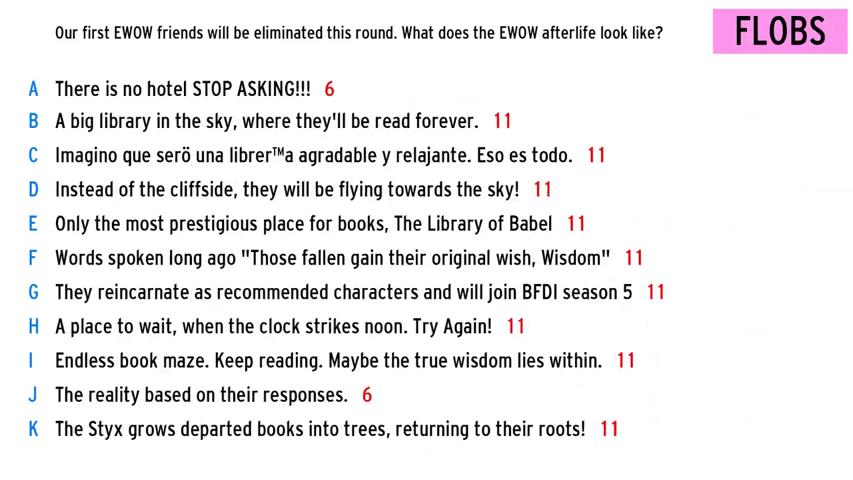 Our first EWOW friends will be eliminated this round. What does the EWOW afterlife look like?
FLOBS
A There is no hotel STOP ASKING!!! 6
B A big library in the sky, where they'll be read forever. 11
C Imagino que serö una librer™a agradable y relajante. Eso es todo. 11
D Instead of the cliffside, they will be flying towards the sky! 11
E Only the most prestigious place for books, The Library of Babel 11
F Words spoken long ago "Those fallen gain their original wish, Wisdom" 11
G They reincarnate as recommended characters and will join BFDI season 5 11
H A place to wait, when the clock strikes noon. Try Again! 11
I Endless book maze. Keep reading. Maybe the true wisdom lies within. 11
J The reality based on their responses. 6
K The Styx grows departed books into trees, returning to their roots! 11